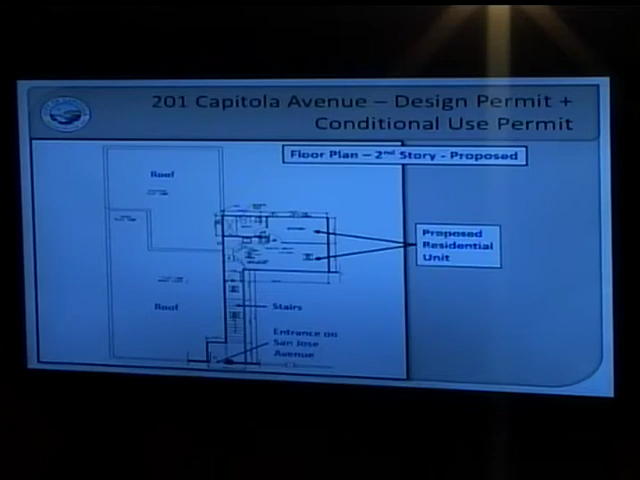 201 Capitola Avenue – Design Permit +
Conditional Use Permit
Floor Plan – 2nd Story - Proposed
Roof
Proposed
Residential
Unit
Roof
Stairs
Entrance on
San Jose
Avenue